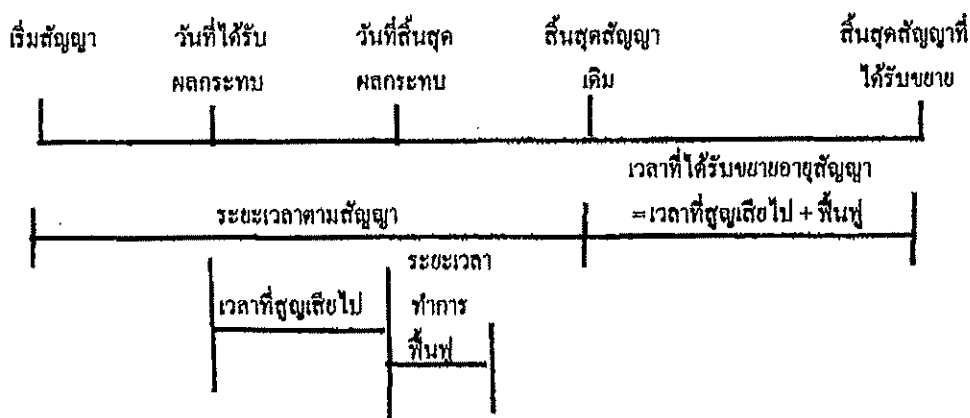 เริ่มสัญญา วันที่ได้รับ วันที่สิ้นสุด สิ้นสุดสัญญา สิ้นสุดสัญญาที่
ผลกระทบ ผลกระทบ เดิม ได้รับขยาย
เวลาที่ได้รับขยายอายุสัญญา
ระยะเวลาตามสัญญา =เวลาที่สูญเสียไป + ฟื้นฟู
ระยะเวลา
เวลาที่สูญเสียไป ทำการ
ฟื้นฟู